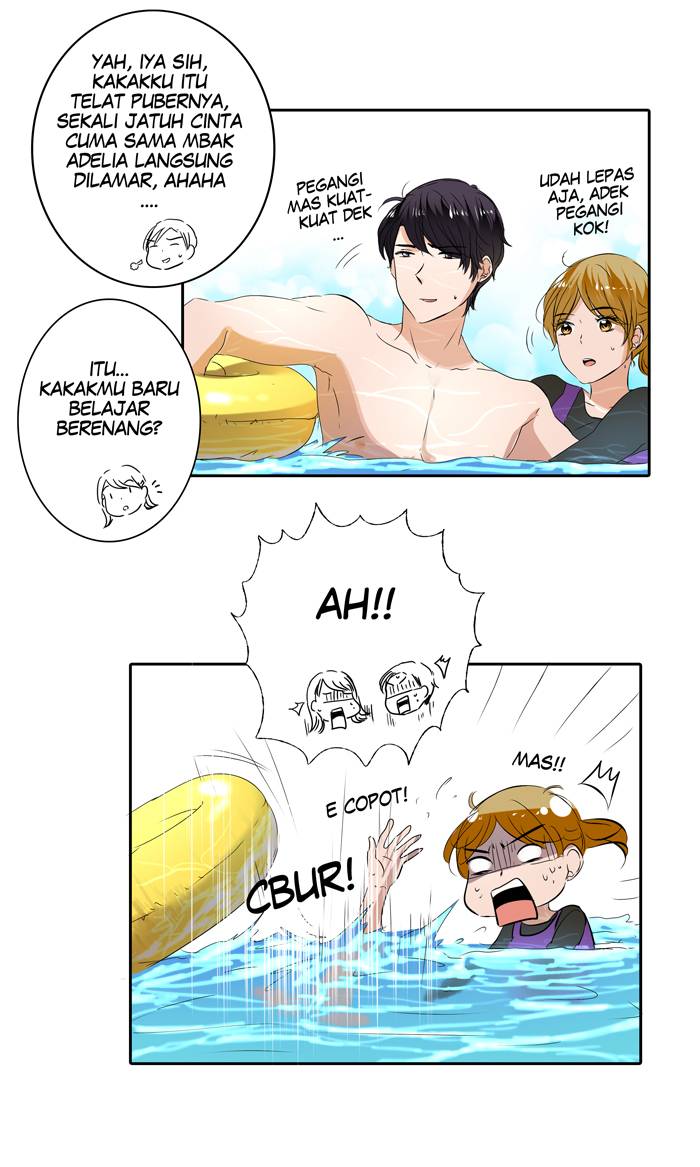 YAH, IYA SIH,
KAKAKKU ITU
TELAT PUBERNYA,
SEKALI JATUH CINTA
CUMA SAMA MBAK
ADELIA LANGSUNG
DILAMAR, AHAHA
....
PEGANGI
MAS KUAT-
KUAT DEK
...
UDAH LEPAS
AJA, ADEK
PEGANGI
KOK!
ITU...
KAKAKMU BARU
BELAJAR
BERENANG?
AH!!
MAS!!
E COPOT!
CBUR!